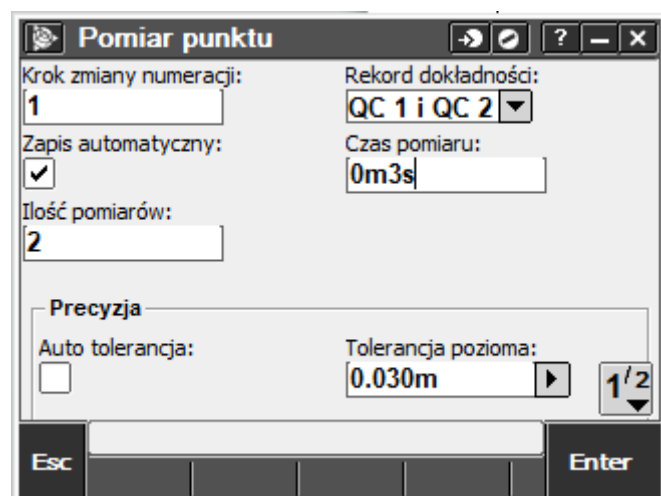 Pomiar punktu ? – ×
Krok zmiany numeracji: Rekord dokładności:
1 QC 1 i QC 2
Zapis automatyczny: Czas pomiaru:
0m3s
Ilość pomiarów:
2
Precyzja
Auto tolerancja: Tolerancja pozioma:
0.030m 1/2
Esc Enter